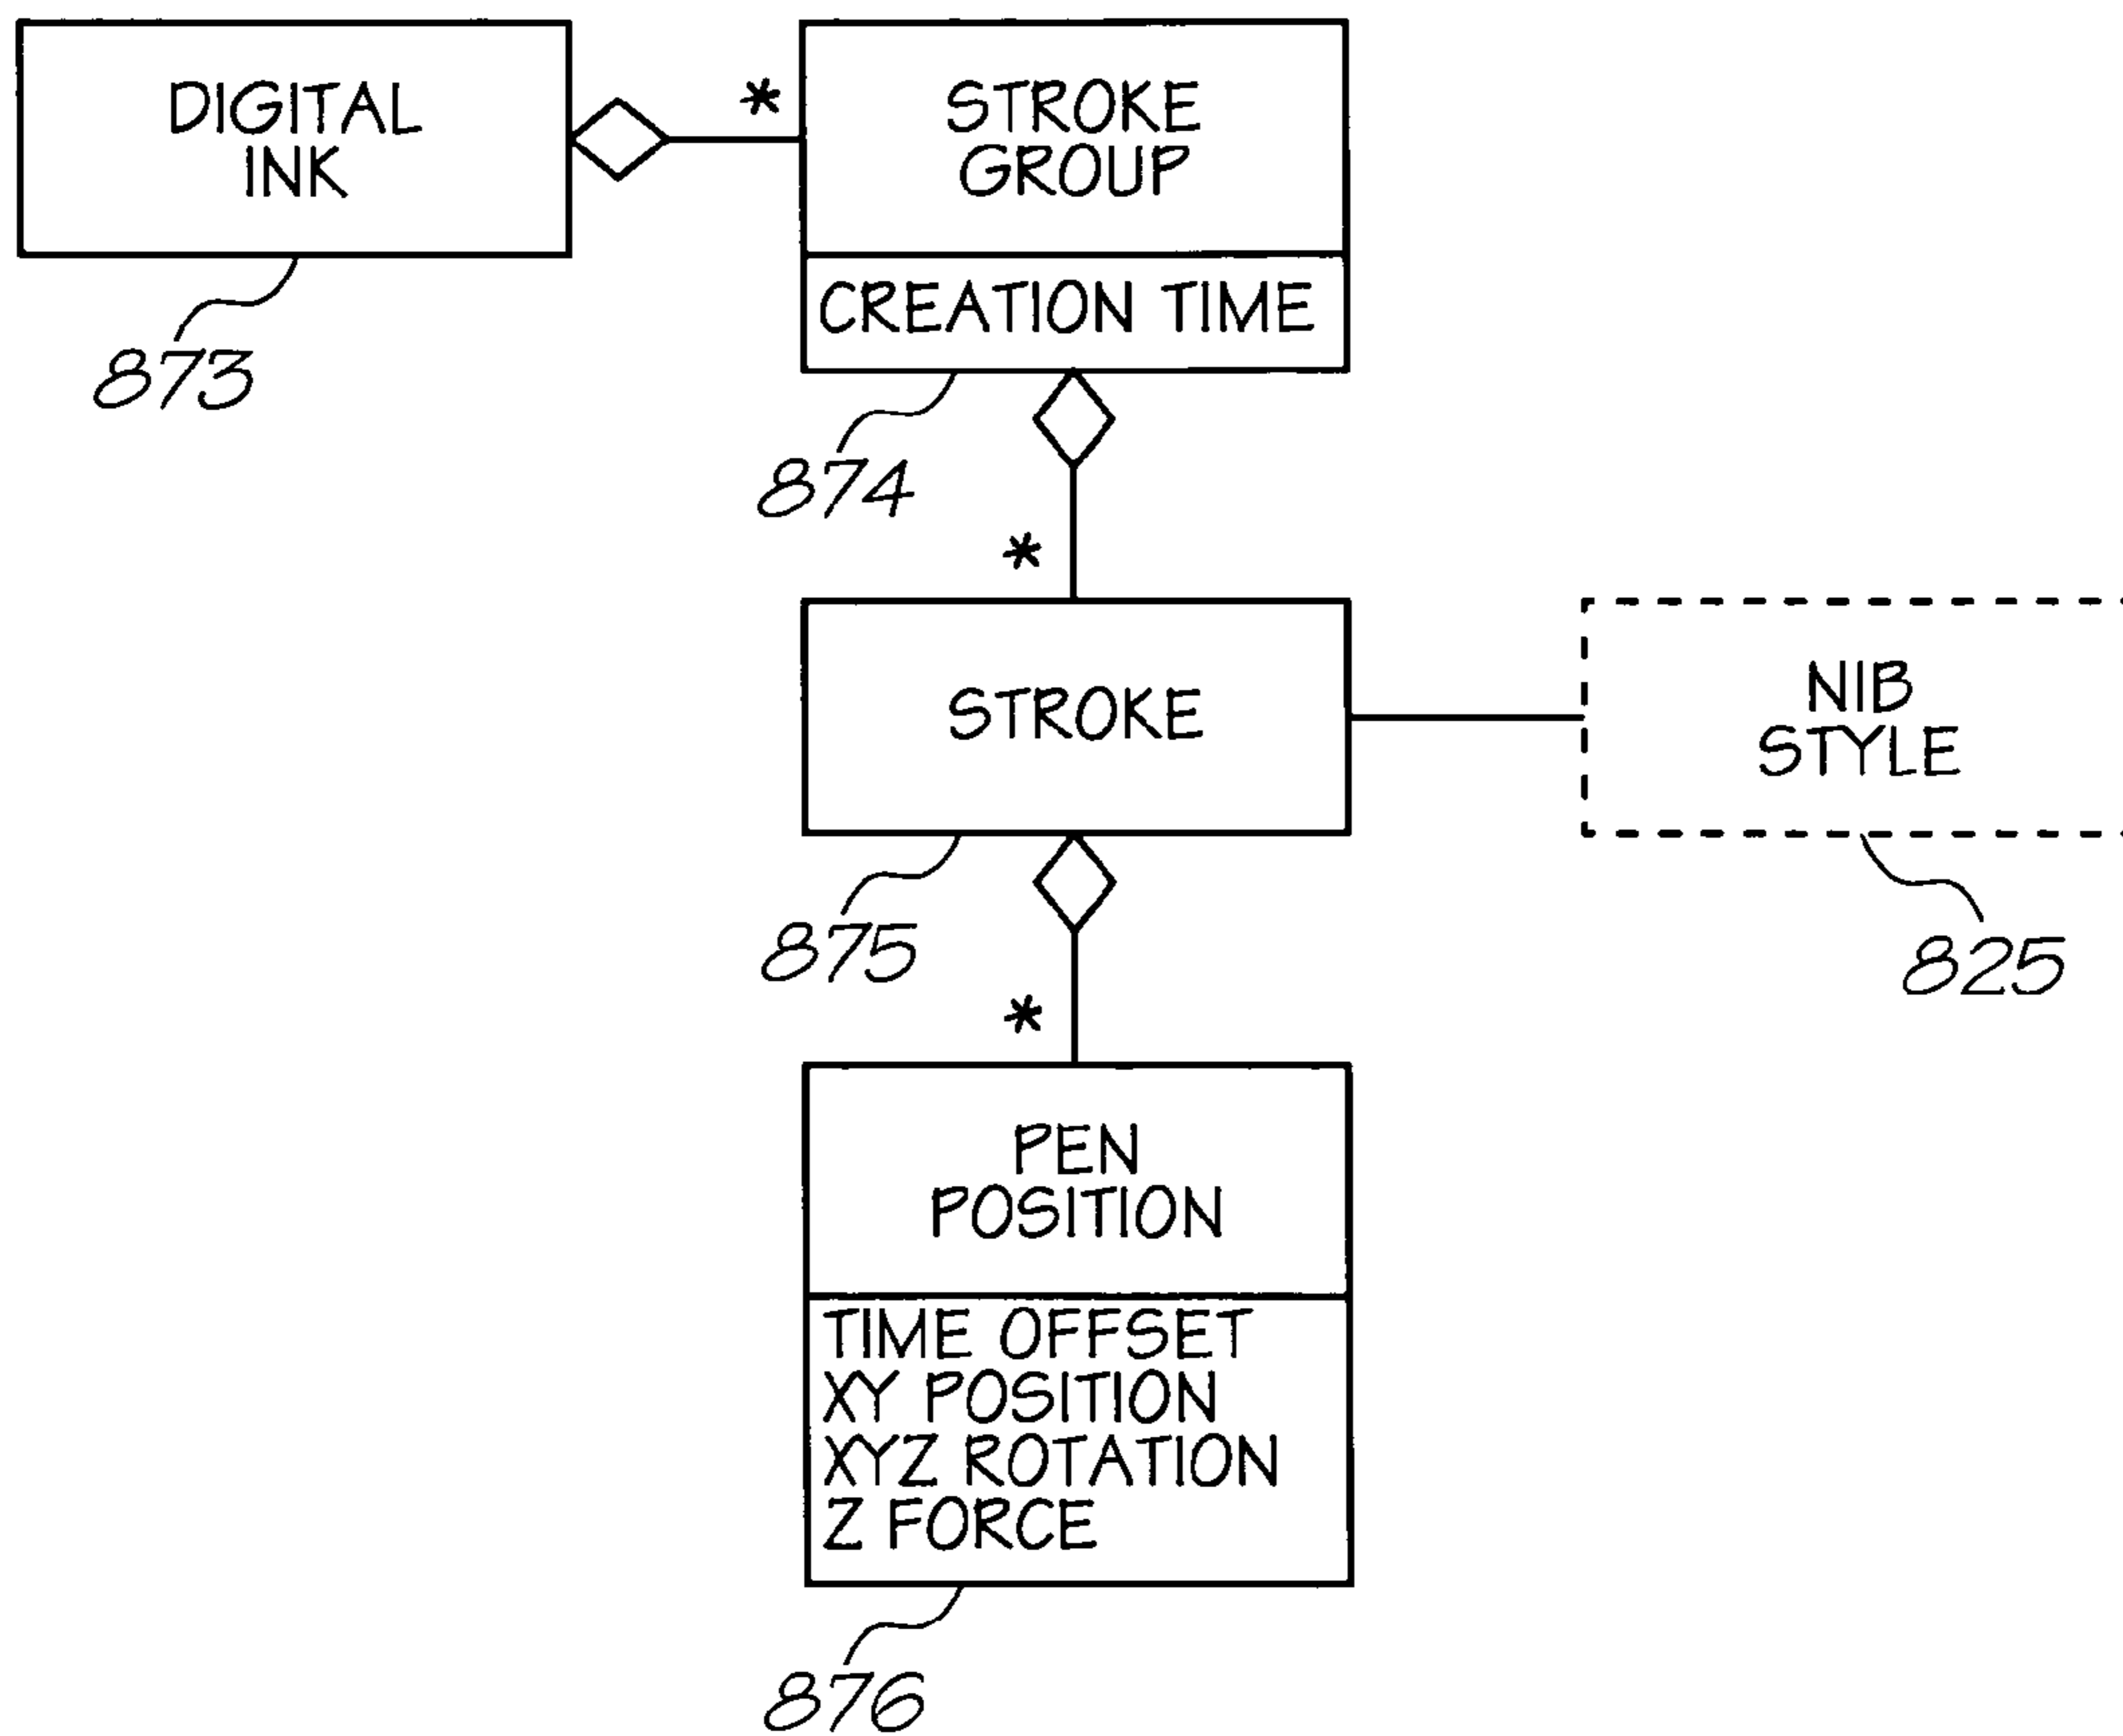 DIGITAL
INK
873
*
STROKE
GROUP
CREATION TIME
874
*
STROKE
875
NIB
STYLE
825
*
PEN
POSITION
TIME OFFSET
XY POSITION
XYZ ROTATION
Z FORCE
876